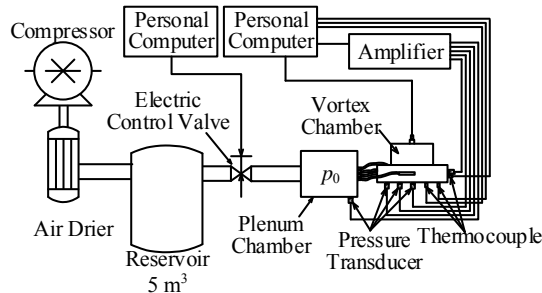 Compressor
Personal
Computer
Personal
Computer
Amplifier
Electric
Control Valve
Vortex
Chamber
p0
Air Drier
Reservoir
5 m³
Plenum
Chamber
Pressure
Transducer
Thermocouple